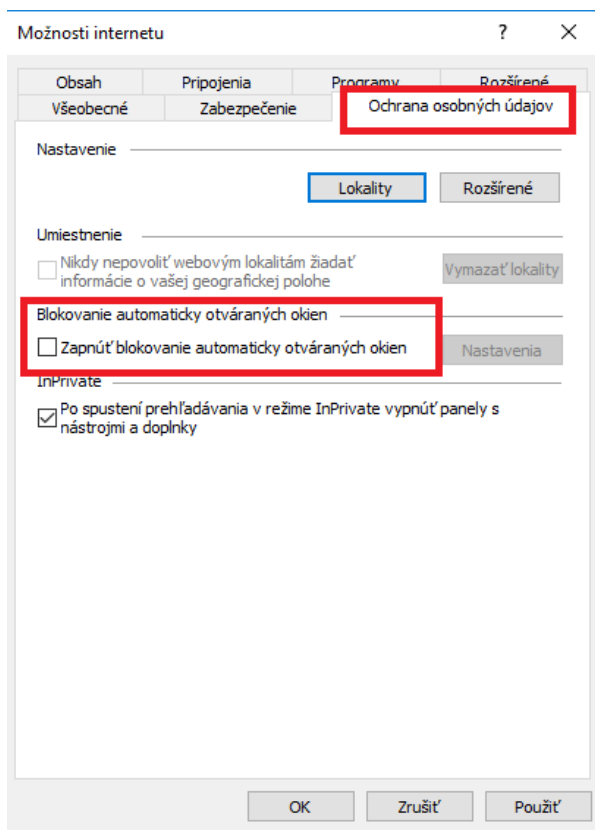 Možnosti internetu
Obsah Pripojenia Programy Rozšírené
Všeobecné Zabezpečenie Ochrana osobných údajov
Nastavenie
Lokality Rozšírené
Umiestnenie
Nikdy nepovoliť webovým lokalitám žiadať
informácie o vašej geografickej polohe
Vymazať lokality
Blokovanie automaticky otváraných okien
Zapnúť blokovanie automaticky otváraných okien Nastavenia
InPrivate
Po spustení prehľadávania v režime InPrivate vypnúť panely s
nástrojmi a doplnky
OK Zrušiť Použiť